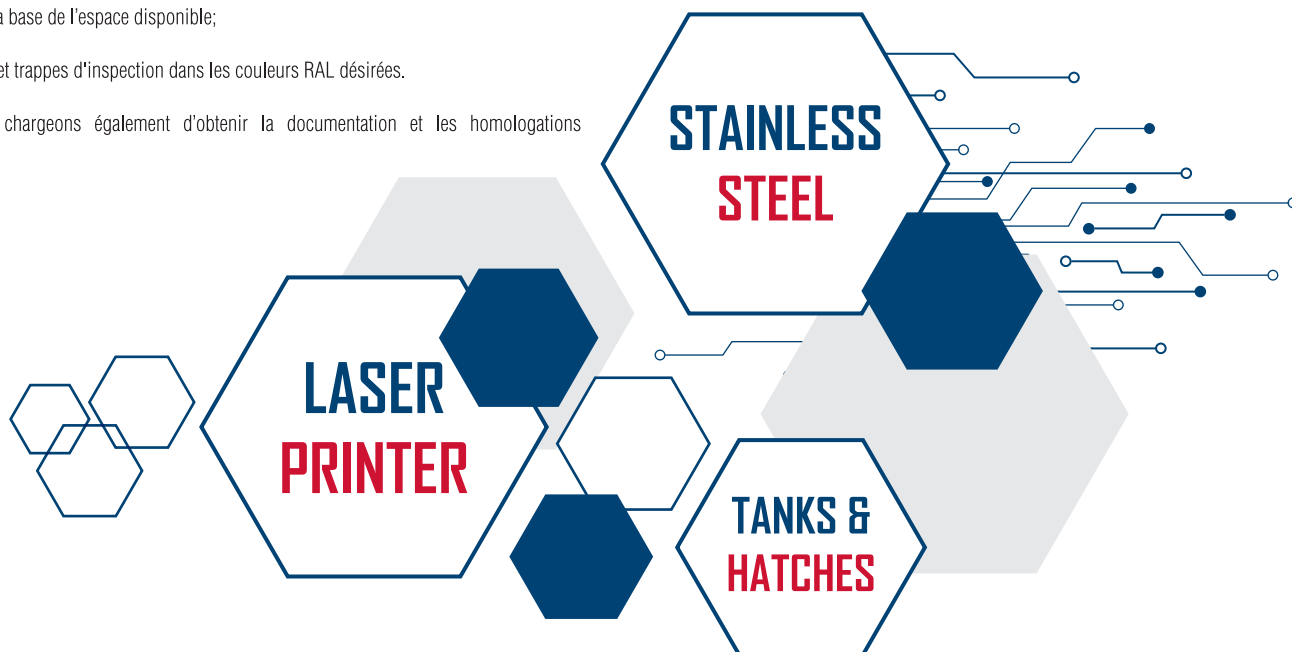 a base de l'espace disponible;
et trappes d'inspection dans les couleurs RAL désirées.
chargeons également d'obtenir la documentation et les homologations
STAINLESS
STEEL
LASER
PRINTER
TANKS &
HATCHES